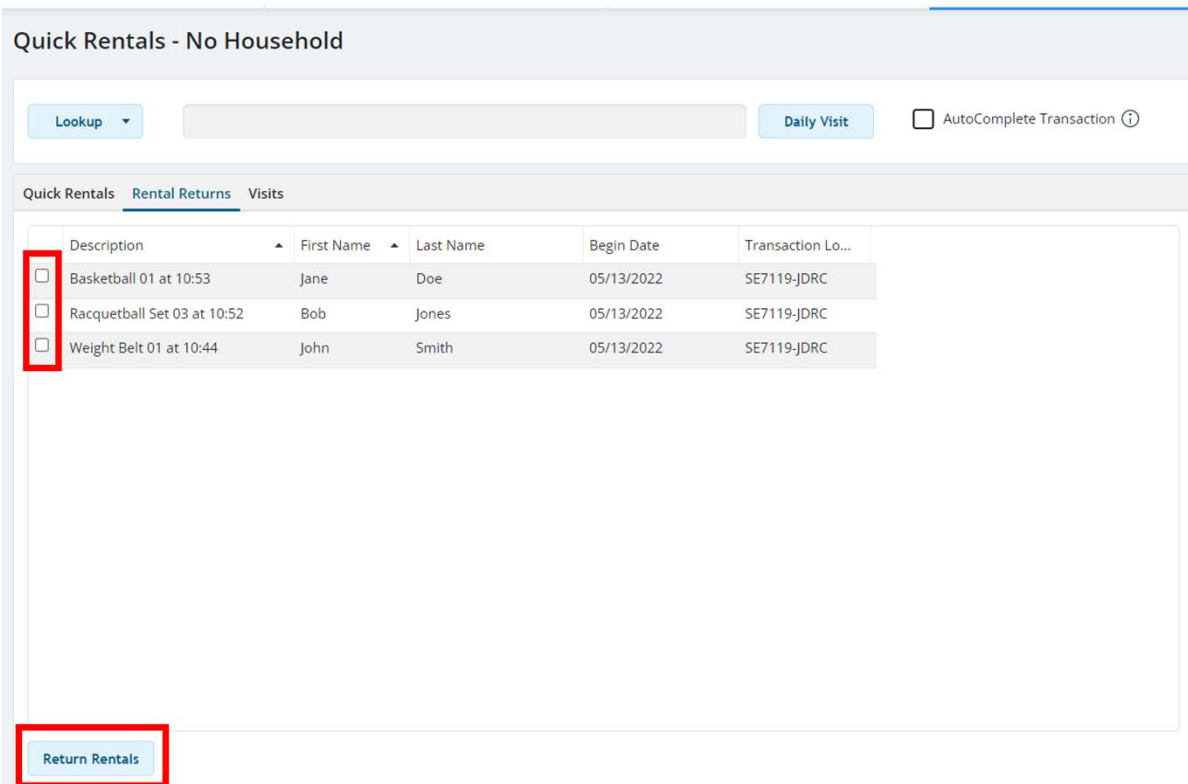 Quick Rentals - No Household
Lookup Daily Visit AutoComplete Transaction
Quick Rentals Rental Returns Visits
Description First Name Last Name Begin Date Transaction Lo...
Basketball 01 at 10:53 Jane Doe 05/13/2022 SE7119-JDRC
Racquetball Set 03 at 10:52 Bob Jones 05/13/2022 SE7119-JDRC
Weight Belt 01 at 10:44 John Smith 05/13/2022 SE7119-JDRC
Return Rentals